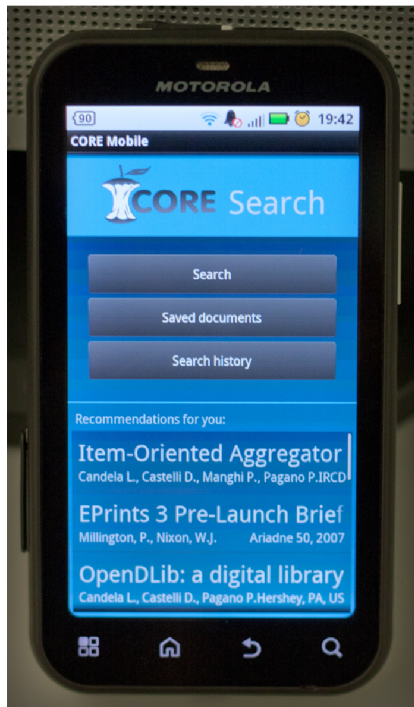 MOTOROLA
90 19:42
CORE Mobile
CORE Search
Search
Saved documents
Search history
Recommendations for you:
Item-Oriented Aggregator
Candela L., Castelli D., Manghi P., Pagano P.IRCD
EPrints 3 Pre-Launch Brief
Millington, P., Nixon, W.J. Ariadne 50, 2007
OpenDLib: a digital library
Candela L., Castelli D., Pagano P.Hershey, PA, US